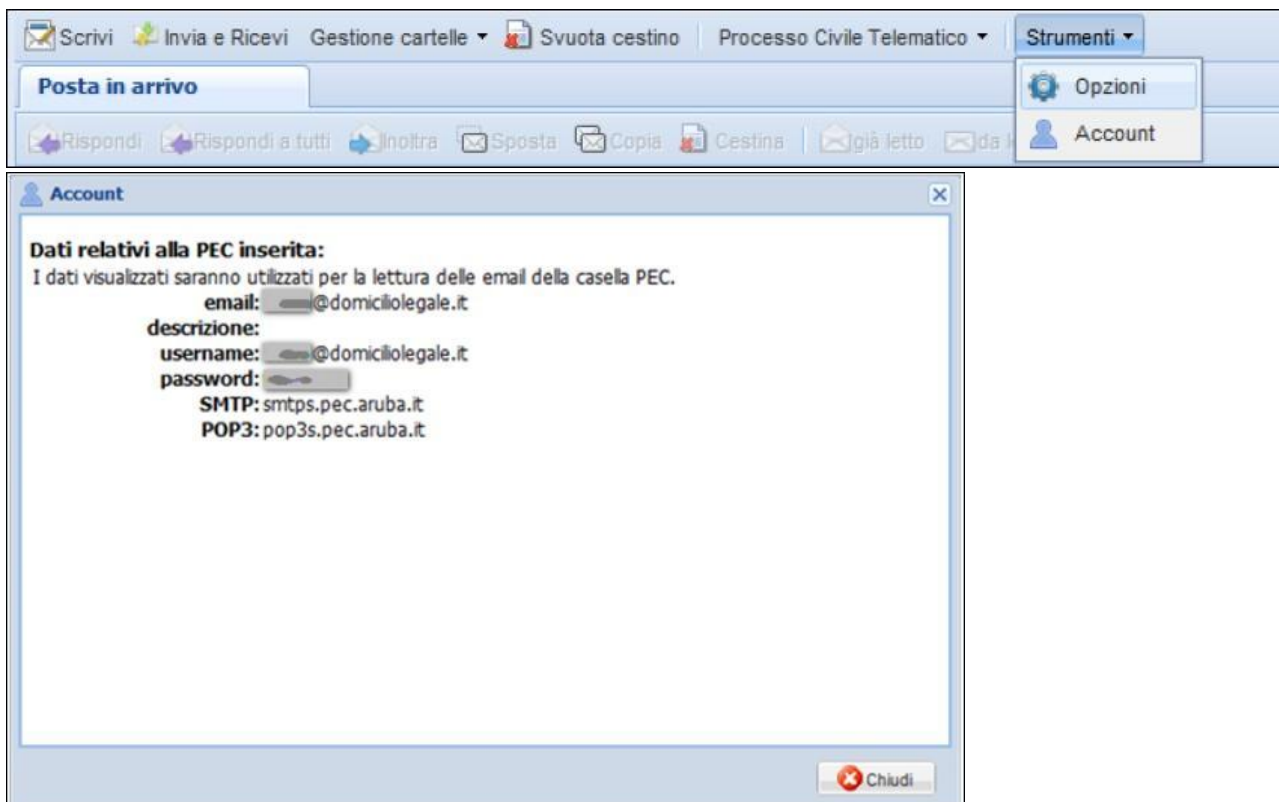 Scrivi Invia e Ricevi Gestione cartelle Svuota cestino Processo Civile Telematico Strumenti
Posta in arrivo
Opzioni
Rispondi Rispondi a tutti Inoltra Sposta Copia Cestina già letto da
Account
Account
Dati relativi alla PEC inserita:
I dati visualizzati saranno utilizzati per la lettura delle email della casella PEC.
email: @domiciliolegale.it
descrizione:
username: @domiciliolegale.it
password:
SMTP: smtps.pec.aruba.it
POP3: pop3s.pec.aruba.it
Chiudi